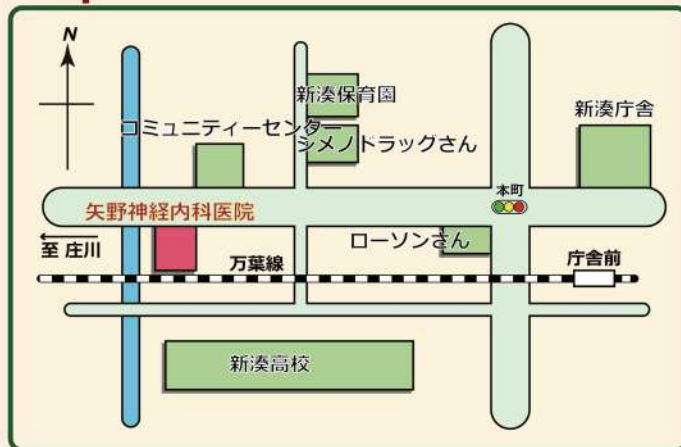 N
新湊保育園
コミュニティーセンター
シメノドラッグさん
新湊庁舎
本町
矢野神経内科医院
ローソンさん
至 庄川
万葉線
庁舎前
新湊高校